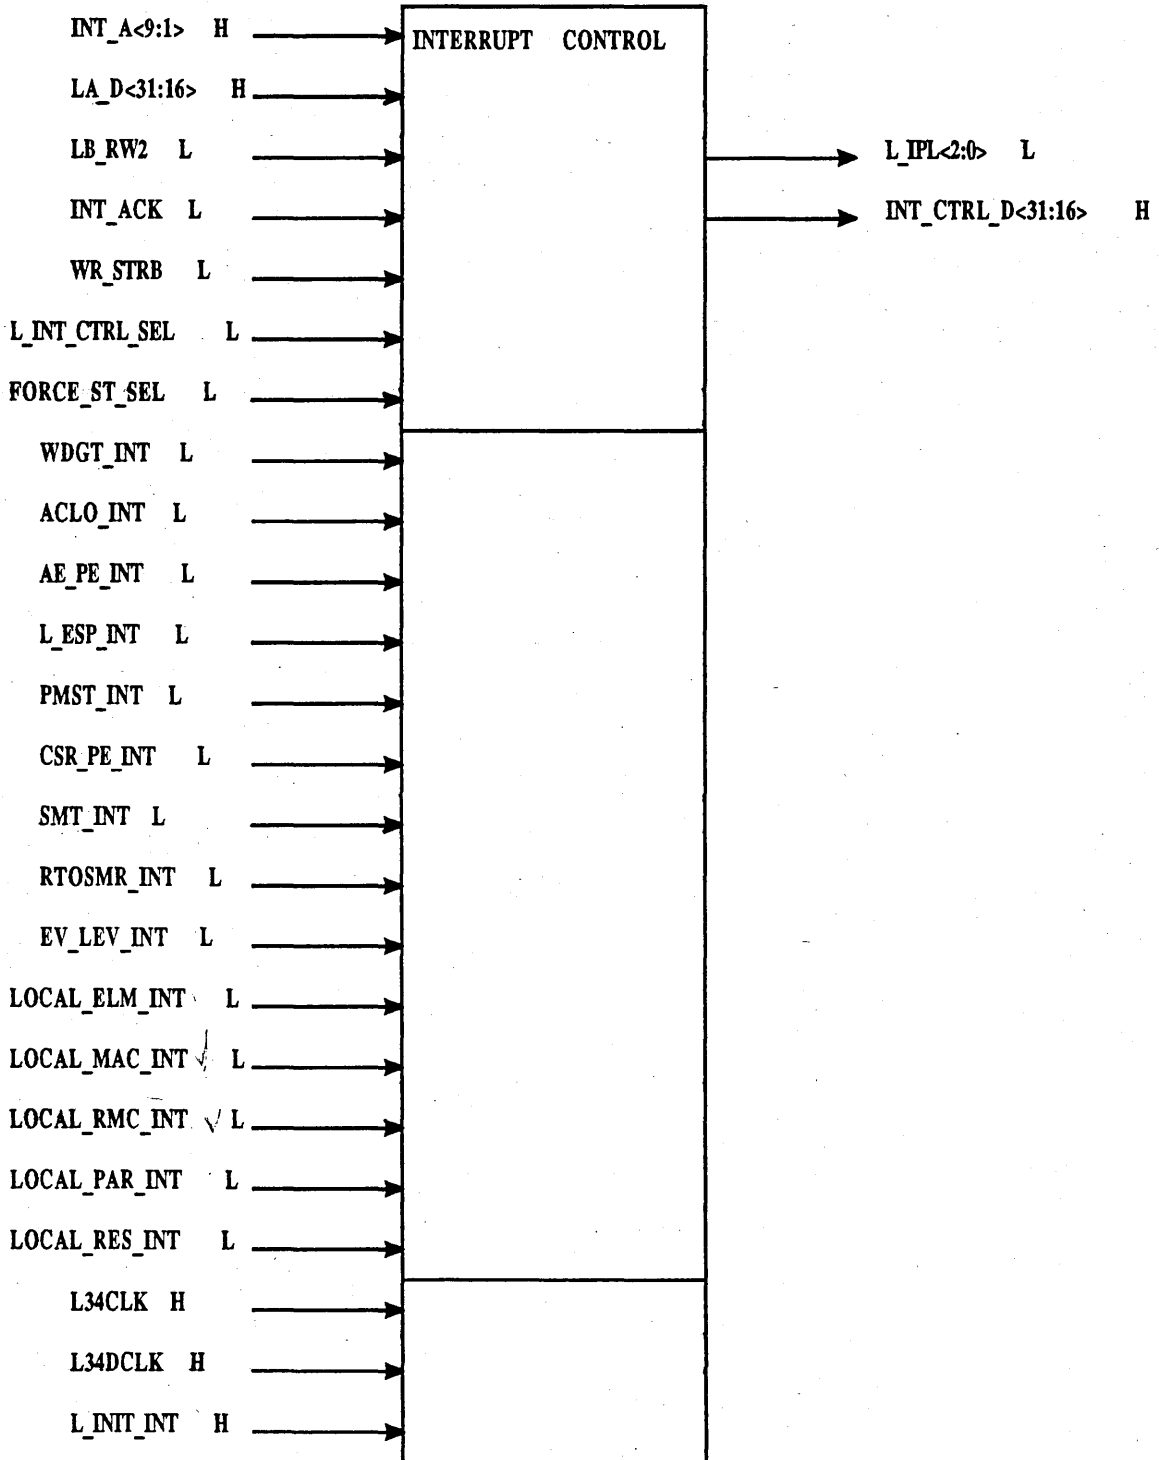 INT_A<9:1> H
INTERRUPT CONTROL
LA_D<31:16> H
LB_RW2 L
L_IPL<2:0> L
INT_ACK L
INT_CTRL_D<31:16> H
WR_STRB L
L_INT_CTRL_SEL L
FORCE_ST_SEL L
WDGT_INT L
ACLO_INT L
AE_PE_INT L
L_ESP_INT L
PMST_INT L
CSR_PE_INT L
SMT_INT L
RTOSMR_INT L
EV_LEV_INT L
LOCAL_ELM_INT L
LOCAL_MAC_INT L
LOCAL_RMC_INT L
LOCAL_PAR_INT L
LOCAL_RES_INT L
L34CLK H
L34DCLK H
L_INIT_INT H